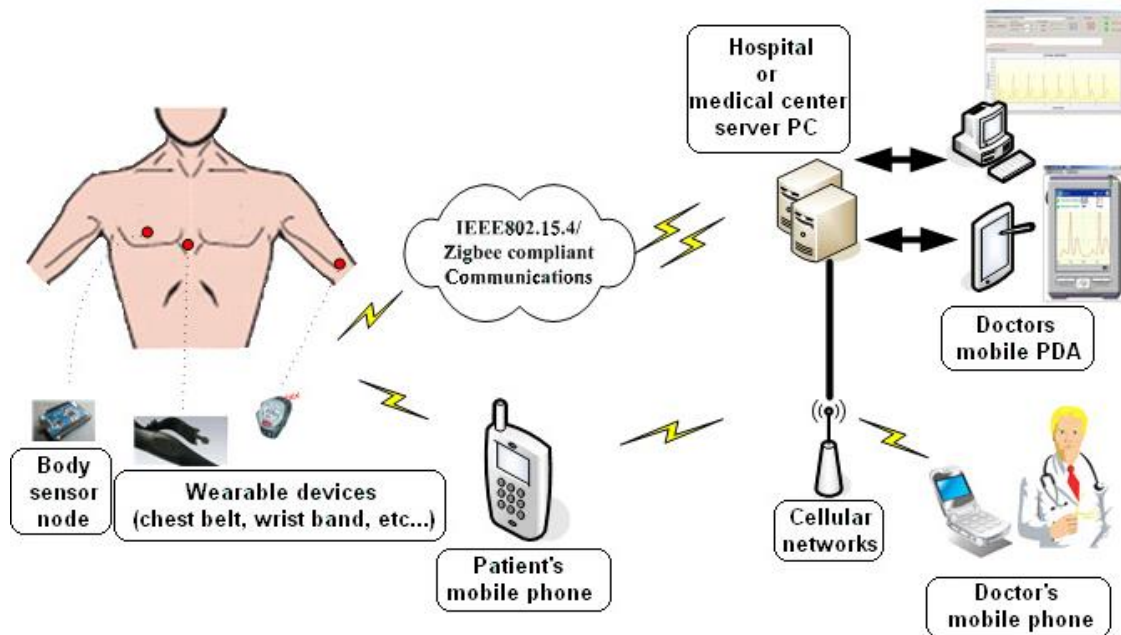 Hospital
or
medical center
server PC
IEEE802.15.4/
Zigbee compliant
Communications
Doctors
mobile PDA
Body
sensor
node
Wearable devices
(chest belt, wrist band, etc...)
Patient's
mobile phone
Cellular
networks
Doctor's
mobile phone